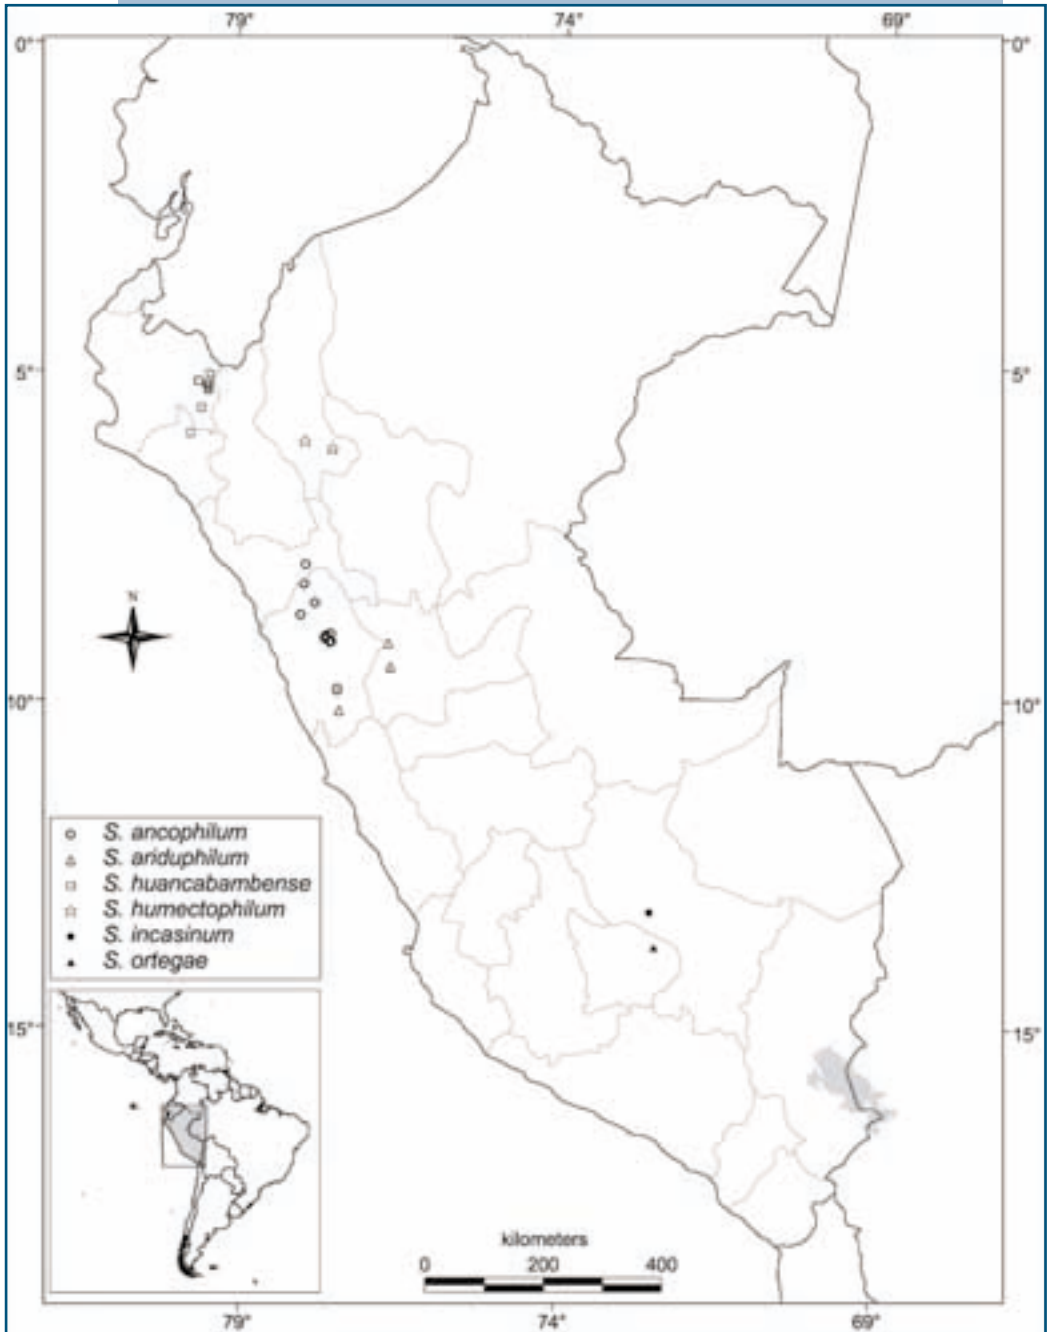 79° 74° 69°
0° 0°
5° 5°
N
10° 10°
S. ancophilum
S. ariduphilum
S. huancabambense
S. humectophilum
S. incasinum
S. ortegae
15° 15°
kilometers
0 200 400
79° 74° 69°